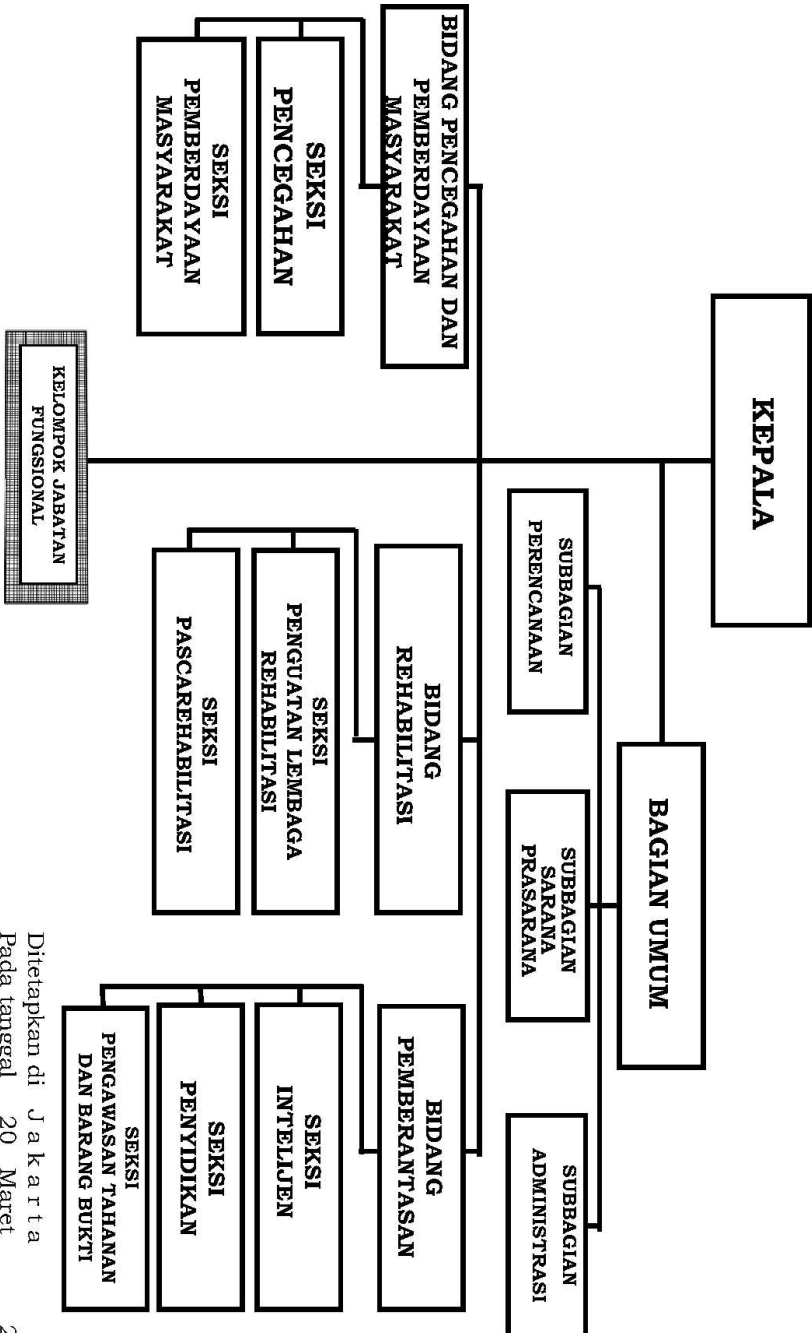 KEPALA
BAGIAN UMUM
SUBBAGIAN
PERENCANAAN
SUBBAGIAN
SARANA
PRASARANA
SUBBAGIAN
ADMINISTRASI
BIDANG PENCEGAHAN DAN
PEMBERDAYAAN
MASYARAKAT
SEKSI
PENCEGAHAN
SEKSI
PEMBERDAYAAN
MASYARAKAT
BIDANG
REHABILITASI
SEKSI
PENGUATAN LEMBAGA
REHABILITASI
SEKSI
PASCAREHABILITASI
BIDANG
PEMBERANTASAN
SEKSI
INTELIJEN
SEKSI
PENYIDIKAN
SEKSI
PENGAWASAN TAHANAN
DAN BARANG BUKTI
KELOMPOK JABATAN
FUNGSIONAL
Ditetapkan di J a k a r t a
Pada tanggal 20 Maret